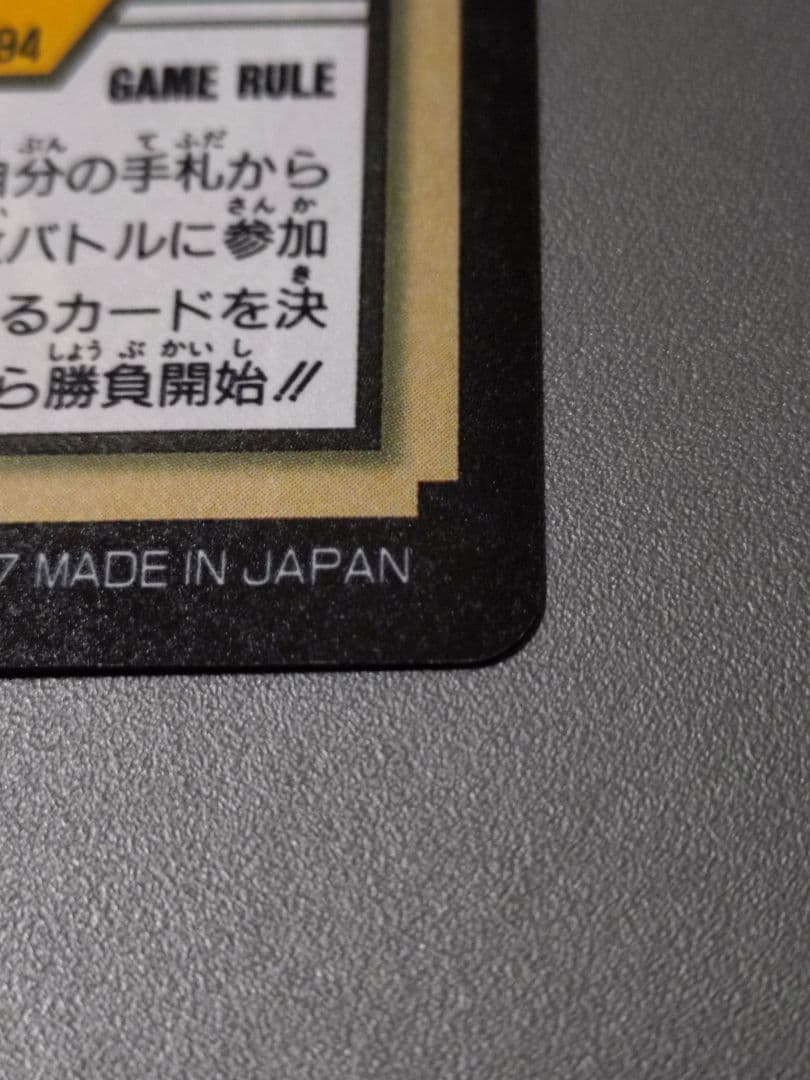 94
GAME RULE
ぶん てふだ
自分の手札から
さんか
バトルに参加
き
るカードを決
しょうぶかいし
ら勝負開始!!
7 MADE IN JAPAN